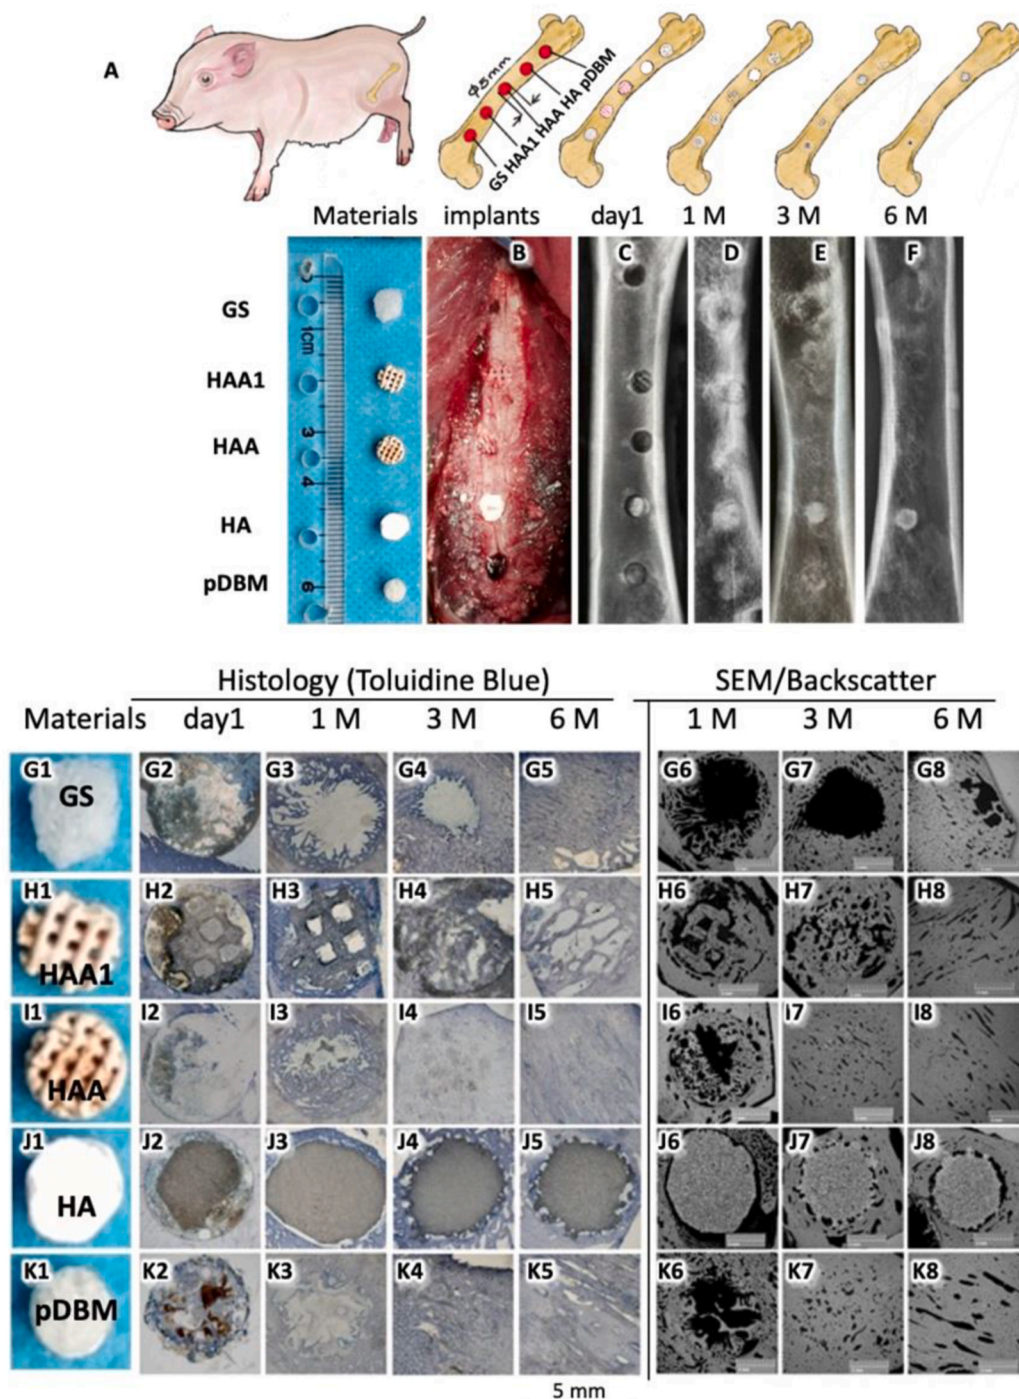 A
ϕ5mm
GS HAA1 HAA HA pDBM
Materials implants day1 1 M 3 M 6 M
B C D E F
GS
HAA1
HAA
HA
pDBM
1cm
3
4
6
Histology (Toluidine Blue) SEM/Backscatter
Materials day1 1 M 3 M 6 M 1 M 3 M 6 M
G1 G2 G3 G4 G5 G6 G7 G8
GS
H1 H2 H3 H4 H5 H6 H7 H8
HAA1
I1 I2 I3 I4 I5 I6 I7 I8
HAA
J1 J2 J3 J4 J5 J6 J7 J8
HA
K1 K2 K3 K4 K5 K6 K7 K8
pDBM
5 mm